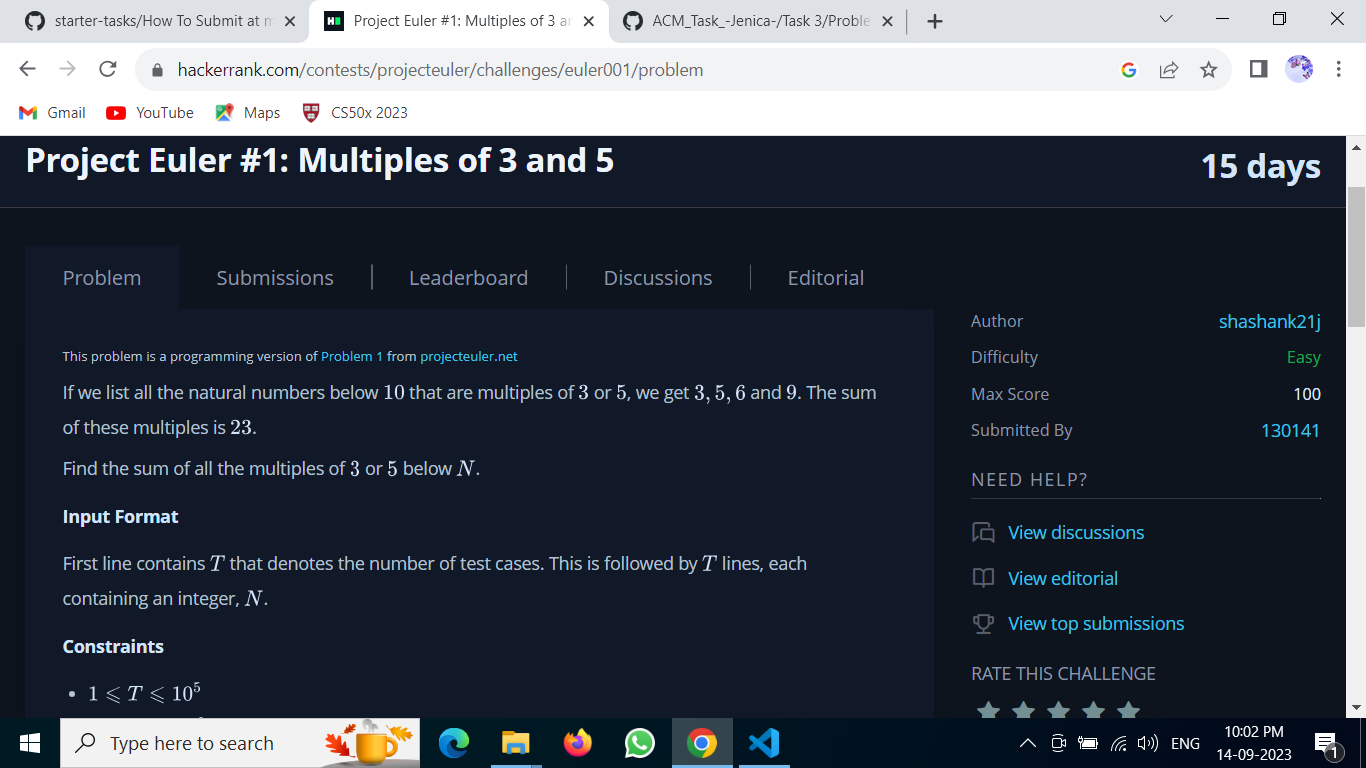 starter-tasks/How To Submit at m
Project Euler #1: Multiples of 3 an
ACM_Task_-Jenica-/Task 3/Proble
hackerrank.com/contests/projecteuler/challenges/euler001/problem
Gmail
YouTube
Maps
CS50x 2023
Project Euler #1: Multiples of 3 and 5
15 days
Problem
Submissions
Leaderboard
Discussions
Editorial
This problem is a programming version of Problem 1 from projecteuler.net
If we list all the natural numbers below 10 that are multiples of 3 or 5, we get 3, 5, 6 and 9. The sum
of these multiples is 23.
Find the sum of all the multiples of 3 or 5 below N.
Input Format
First line contains T that denotes the number of test cases. This is followed by T lines, each
containing an integer, N.
Constraints
• 1 ⩽ T ⩽ 10⁵
Author shashank21j
Difficulty Easy
Max Score 100
Submitted By 130141
NEED HELP?
View discussions
View editorial
View top submissions
RATE THIS CHALLENGE
Type here to search
ENG
10:02 PM
14-09-2023
1